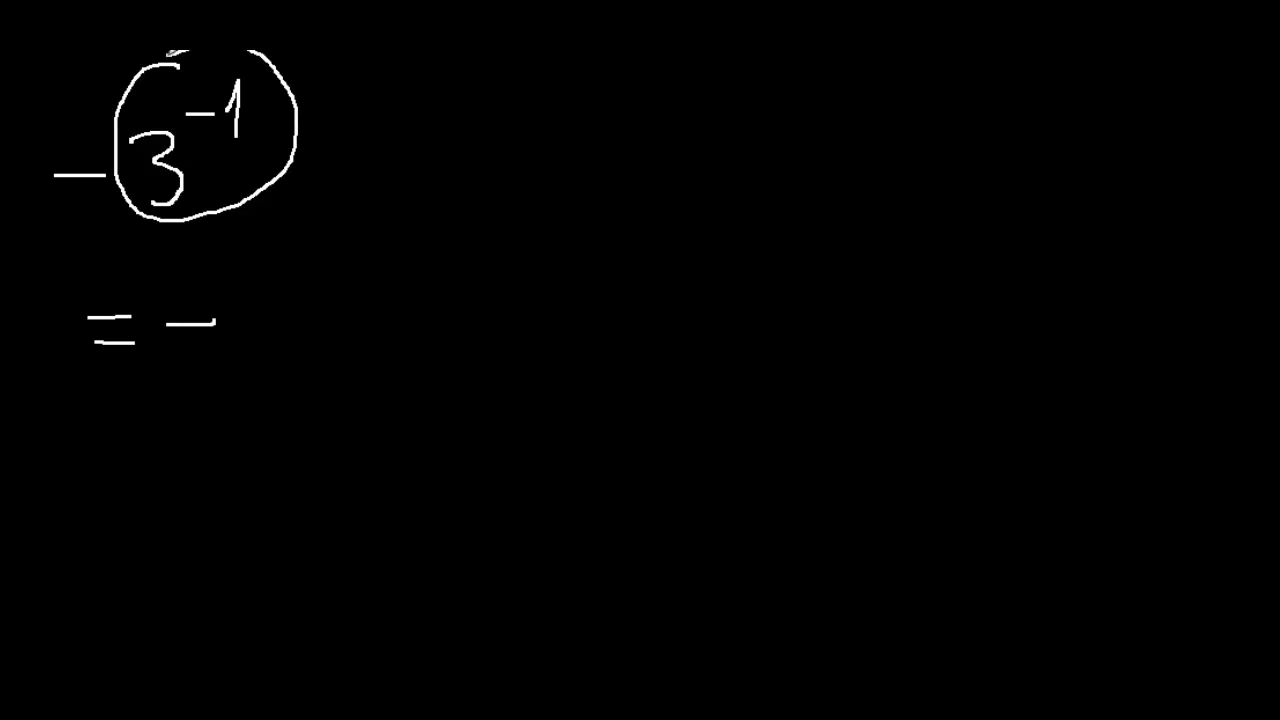 -3⁻¹
= -